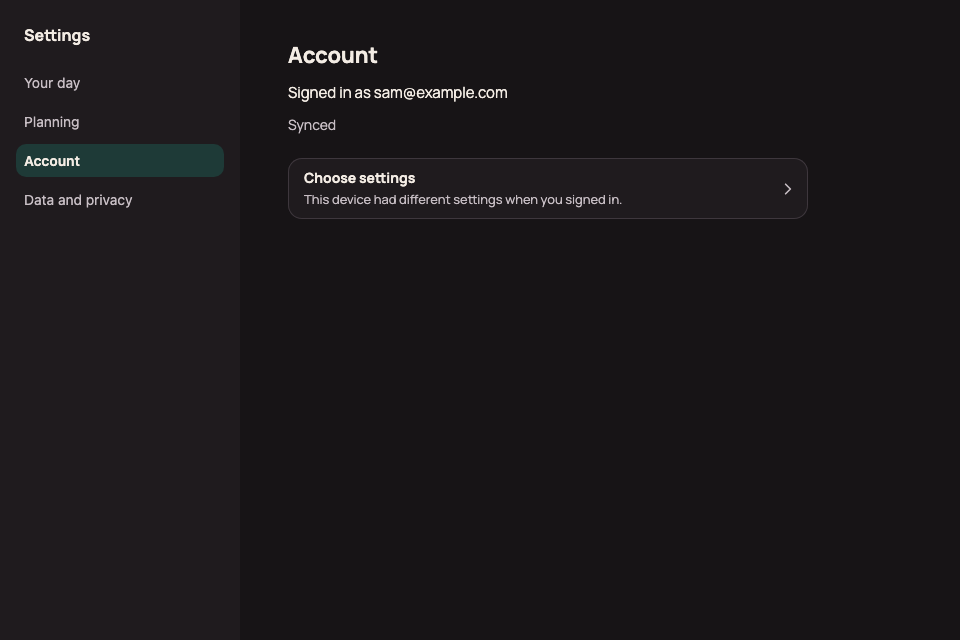 Settings
Your day
Planning
Account
Data and privacy
Account
Signed in as sam@example.com
Synced
Choose settings
This device had different settings when you signed in.